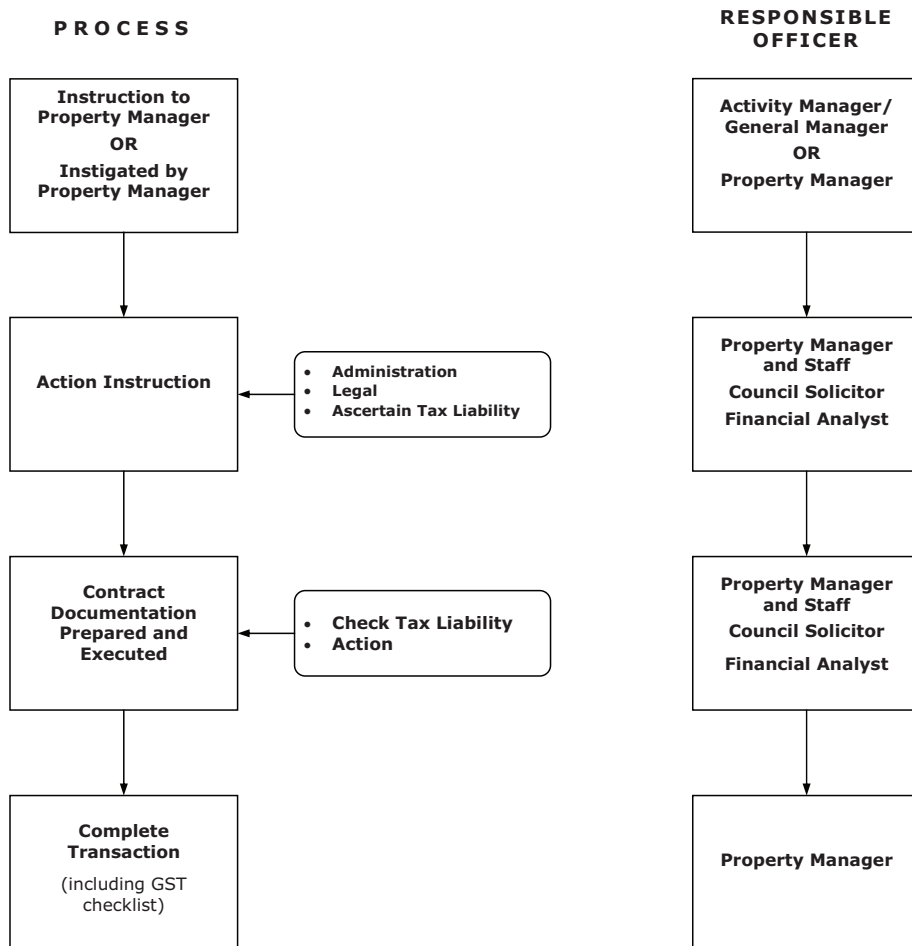 PROCESS
RESPONSIBLE
OFFICER
Instruction to
Property Manager
OR
Instigated by
Property Manager
Activity Manager/
General Manager
OR
Property Manager
Action Instruction
• Administration
• Legal
• Ascertain Tax Liability
Property Manager
and Staff
Council Solicitor
Financial Analyst
Contract
Documentation
Prepared and
Executed
• Check Tax Liability
• Action
Property Manager
and Staff
Council Solicitor
Financial Analyst
Complete
Transaction
(including GST
checklist)
Property Manager